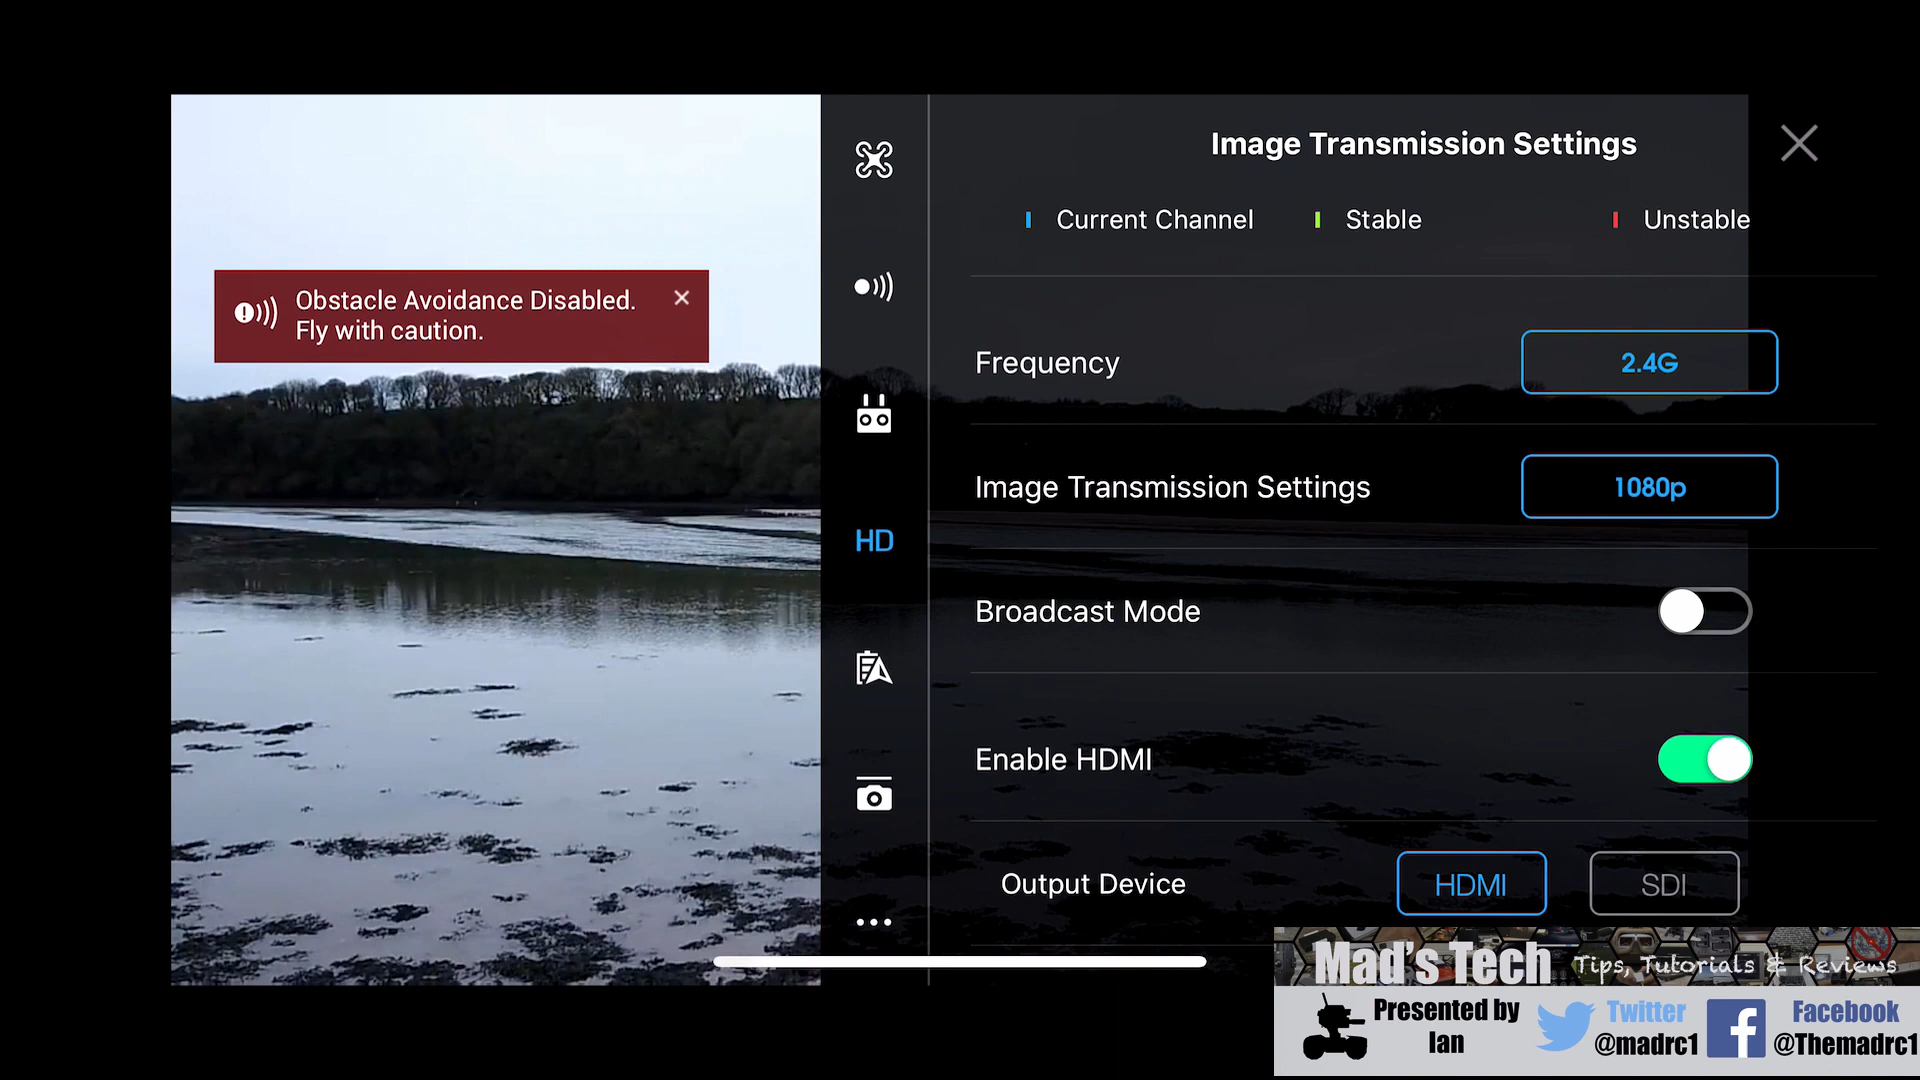 Image Transmission Settings
Current Channel
Stable
Unstable
Obstacle Avoidance Disabled.
Fly with caution.
Frequency
2.4G
Image Transmission Settings
1080p
HD
Broadcast Mode
Enable HDMI
Output Device
HDMI
SDI
Mad's Tech
Tips, Tutorials & Reviews
Presented by
Ian
Twitter
@madrc1
Facebook
@Themadrc1